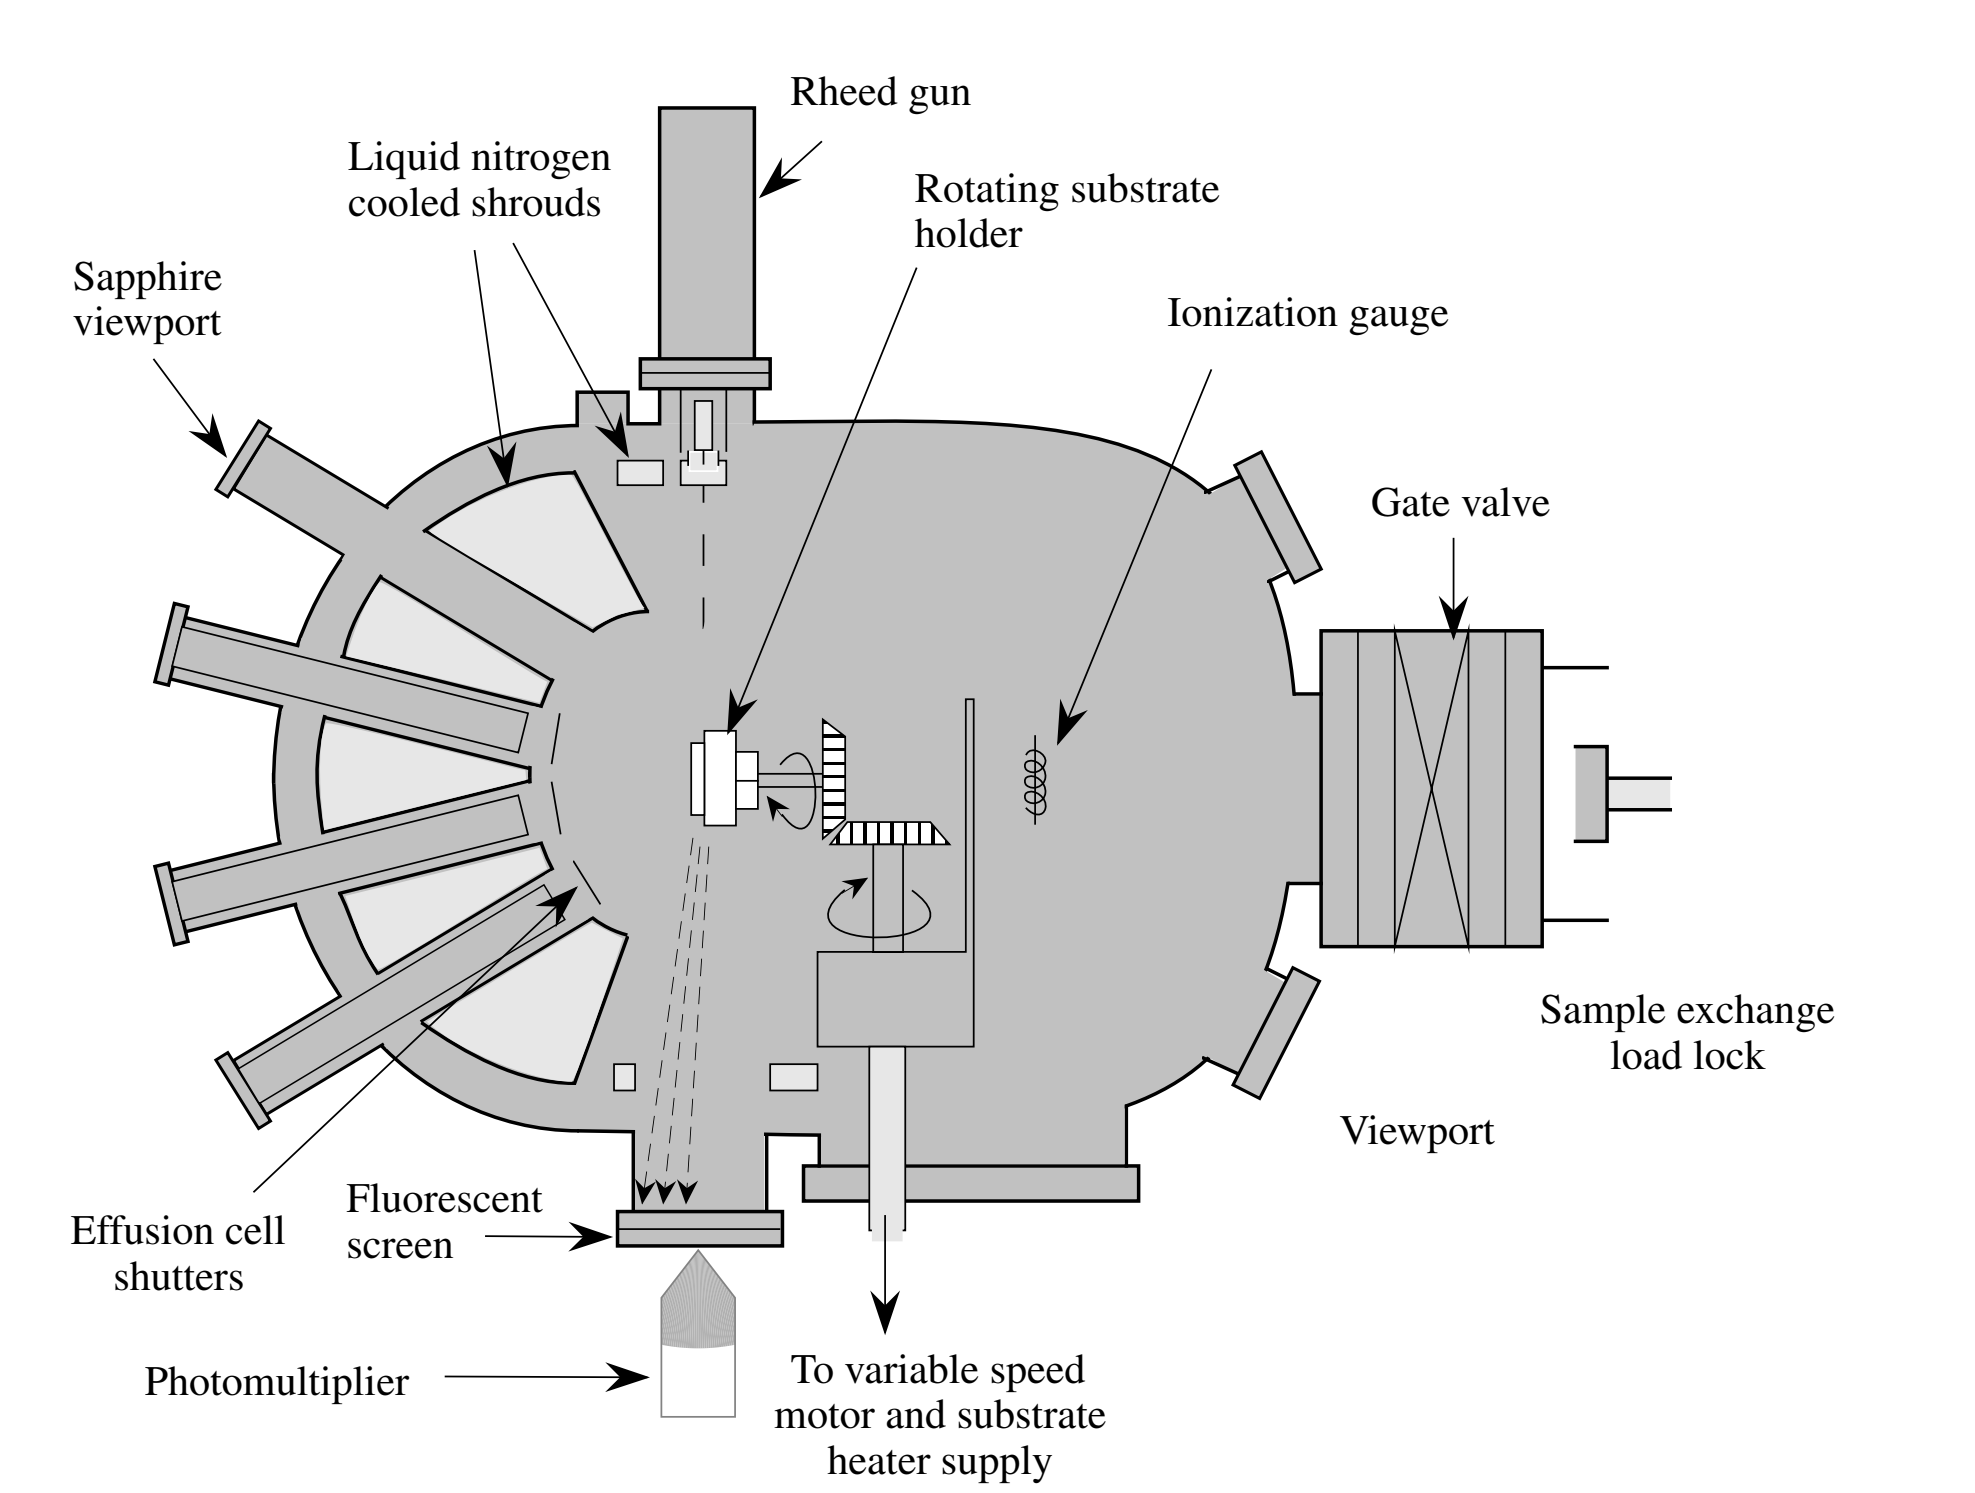 Rheed gun
Liquid nitrogen
cooled shrouds
Rotating substrate
holder
Sapphire
viewport
Ionization gauge
Gate valve
Sample exchange
load lock
Viewport
Fluorescent
screen
Effusion cell
shutters
Photomultiplier
To variable speed
motor and substrate
heater supply